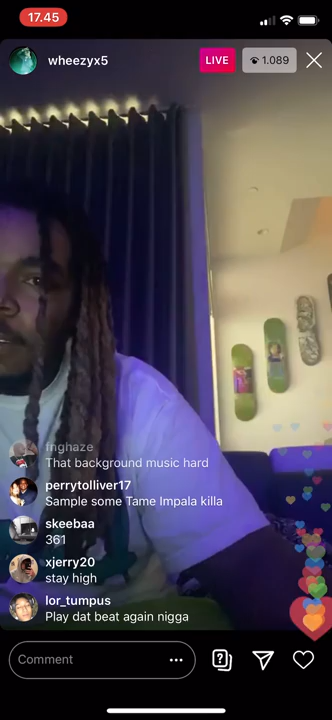 17.45
wheezyx5
LIVE
1.089
fnghaze
That background music hard
perrytolliver17
Sample some Tame Impala killa
skeebaa
361
xjerry20
stay high
lor_tumpus
Play dat beat again nigga
Comment